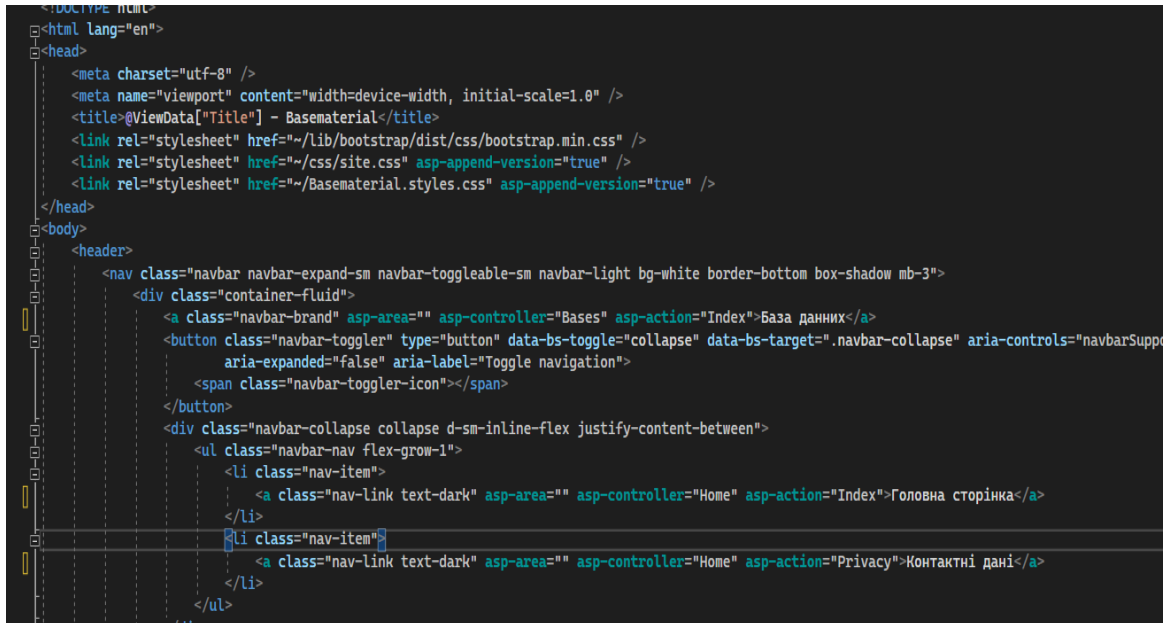 <!DOCTYPE html>
<html lang="en">
<head>
<meta charset="utf-8" />
<meta name="viewport" content="width=device-width, initial-scale=1.0" />
<title>@ViewData["Title"] - Basematerial</title>
<link rel="stylesheet" href="~/lib/bootstrap/dist/css/bootstrap.min.css" />
<link rel="stylesheet" href="~/css/site.css" asp-append-version="true" />
<link rel="stylesheet" href="~/Basematerial.styles.css" asp-append-version="true" />
</head>
<body>
<header>
<nav class="navbar navbar-expand-sm navbar-toggleable-sm navbar-light bg-white border-bottom box-shadow mb-3">
<div class="container-fluid">
<a class="navbar-brand" asp-area="" asp-controller="Bases" asp-action="Index">База данних</a>
<button class="navbar-toggler" type="button" data-bs-toggle="collapse" data-bs-target=".navbar-collapse" aria-controls="navbarSuppo
aria-expanded="false" aria-label="Toggle navigation">
<span class="navbar-toggler-icon"></span>
</button>
<div class="navbar-collapse collapse d-sm-inline-flex justify-content-between">
<ul class="navbar-nav flex-grow-1">
<li class="nav-item">
<a class="nav-link text-dark" asp-area="" asp-controller="Home" asp-action="Index">Головна сторінка</a>
</li>
<li class="nav-item">
<a class="nav-link text-dark" asp-area="" asp-controller="Home" asp-action="Privacy">Контактні дані</a>
</li>
</ul>